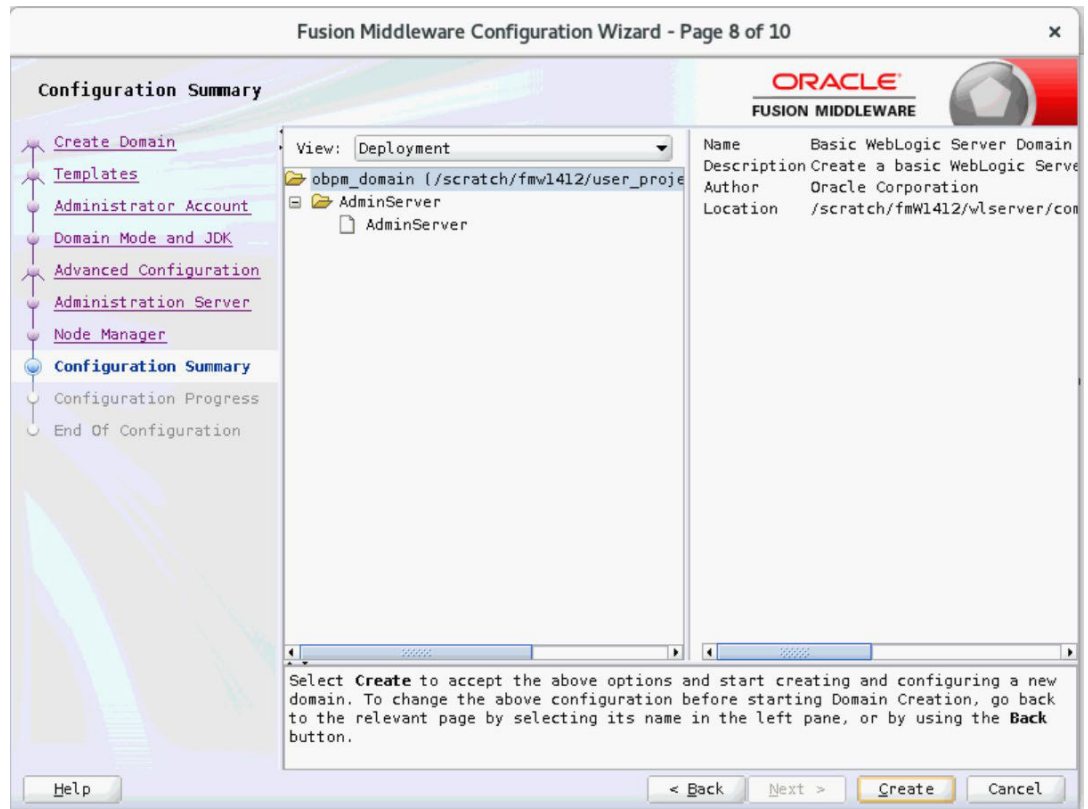 Fusion Middleware Configuration Wizard - Page 8 of 10
Configuration Summary
ORACLE
FUSION MIDDLEWARE
Create Domain
Templates
Administrator Account
Domain Mode and JDK
Advanced Configuration
Administration Server
Node Manager
Configuration Summary
Configuration Progress
End Of Configuration
View: Deployment
obpm_domain (/scratch/fmw1412/user_proje
AdminServer
AdminServer
Name Basic WebLogic Server Domain
Description Create a basic WebLogic Serve
Author Oracle Corporation
Location /scratch/fmW1412/wlserver/com
Select Create to accept the above options and start creating and configuring a new
domain. To change the above configuration before starting Domain Creation, go back
to the relevant page by selecting its name in the left pane, or by using the Back
button.
Help
< Back
Next >
Create
Cancel